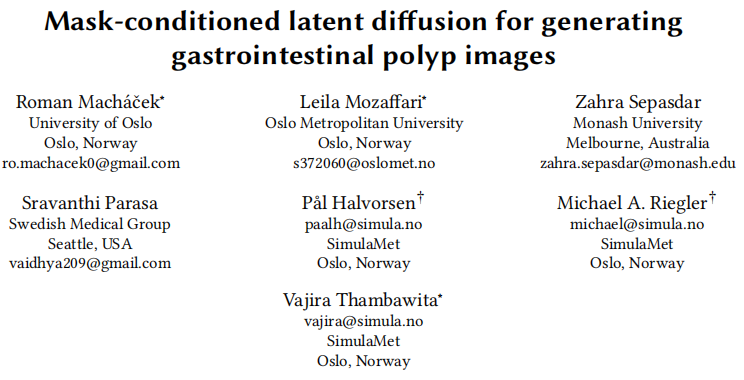 Mask-conditioned latent diffusion for generating
gastrointestinal polyp images
Roman Macháček*
University of Oslo
Oslo, Norway
ro.machacek0@gmail.com
Leila Mozaffari*
Oslo Metropolitan University
Oslo, Norway
s372060@oslomet.no
Zahra Sepasdar
Monash University
Melbourne, Australia
zahra.sepasdar@monash.edu
Sravanthi Parasa
Swedish Medical Group
Seattle, USA
vaidhya209@gmail.com
Pål Halvorsen†
paalh@simula.no
SimulaMet
Oslo, Norway
Michael A. Riegler†
michael@simula.no
SimulaMet
Oslo, Norway
Vajira Thambawita*
vajira@simula.no
SimulaMet
Oslo, Norway